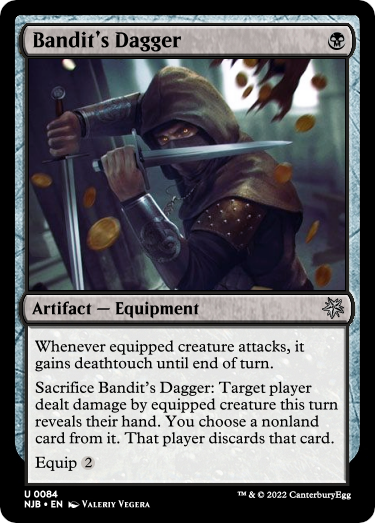 Bandit's Dagger
Artifact — Equipment
Whenever equipped creature attacks, it
gains deathtouch until end of turn.
Sacrifice Bandit's Dagger: Target player
dealt damage by equipped creature this turn
reveals their hand. You choose a nonland
card from it. That player discards that card.
Equip 2
U 0084
NJB • EN Valeriy Vegera
™ & © 2022 CanterburyEgg